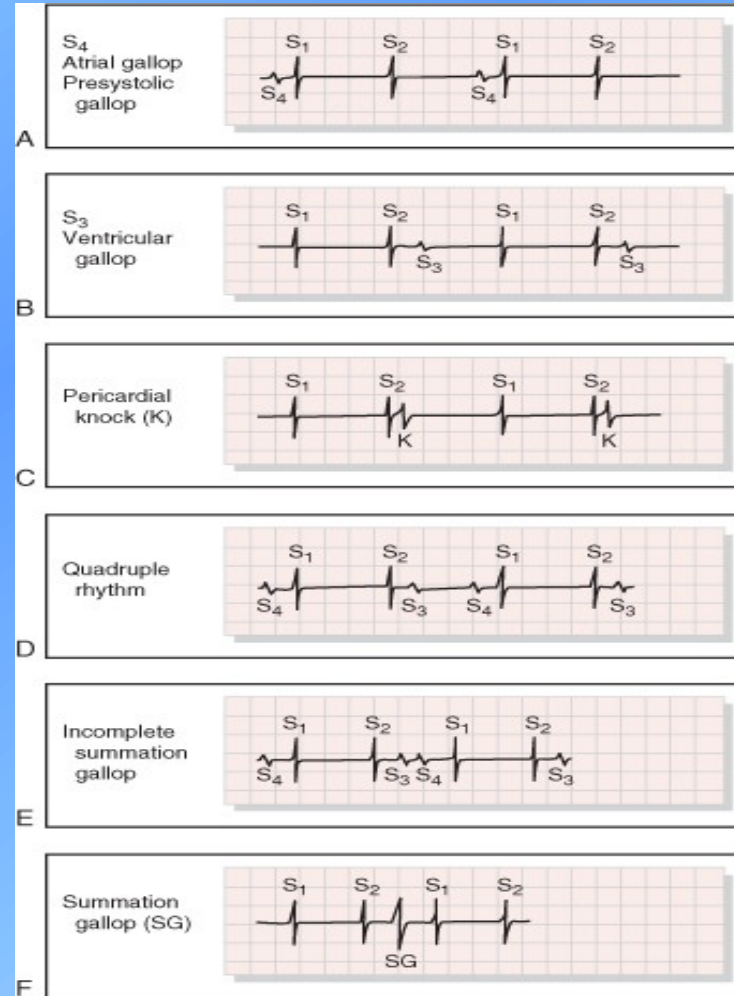 S4
Atrial gallop
Presystolic
gallop
S1 S2 S1 S2
S4 S4
A
S3
Ventricular
gallop
S1 S2 S1 S2
S3 S3
B
Pericardial
knock (K)
S1 S2 S1 S2
K K
C
Quadruple
rhythm
S1 S2 S1 S2
S4 S3 S4 S3
D
Incomplete
summation
gallop
S1 S2 S1 S2
S4 S3 S4 S3
E
Summation
gallop (SG)
S1 S2 S1 S2
SG
F